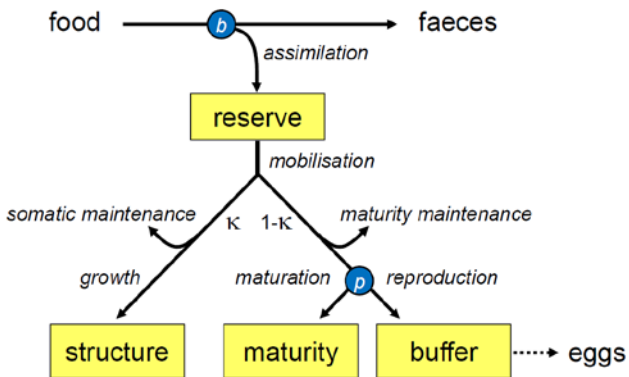 food b faeces
assimilation
reserve
mobilisation
somatic maintenance κ 1-κ maturity maintenance
growth maturation p reproduction
structure maturity buffer eggs